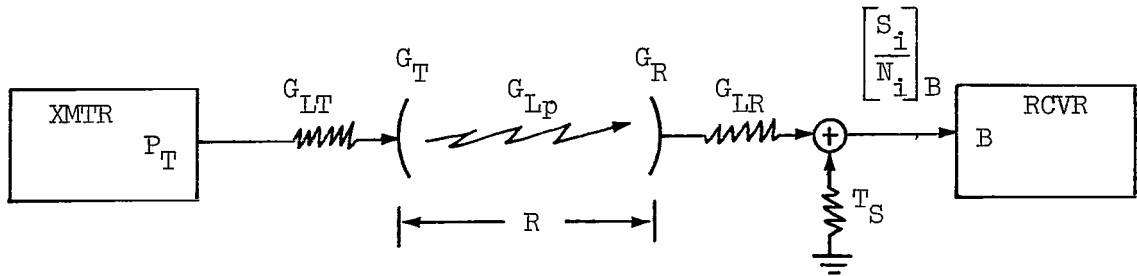 XMTR
P_T
G_LT
G_T
G_Lp
R
G_R
G_LR
T_S
[S_i/N_i]_B
RCVR
B